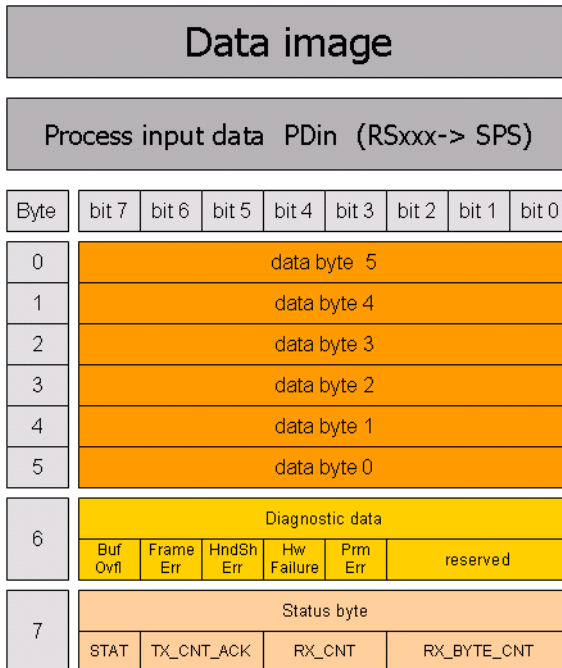 Data image
Process input data PDin (RSxxx-> SPS)
Byte bit 7 bit 6 bit 5 bit 4 bit 3 bit 2 bit 1 bit 0
0 data byte 5
1 data byte 4
2 data byte 3
3 data byte 2
4 data byte 1
5 data byte 0
6 Diagnostic data
Buf Frame HndSh Hw Prm reserved
Ovfl Err Err Failure Err
7 Status byte
STAT TX_CNT_ACK RX_CNT RX_BYTE_CNT